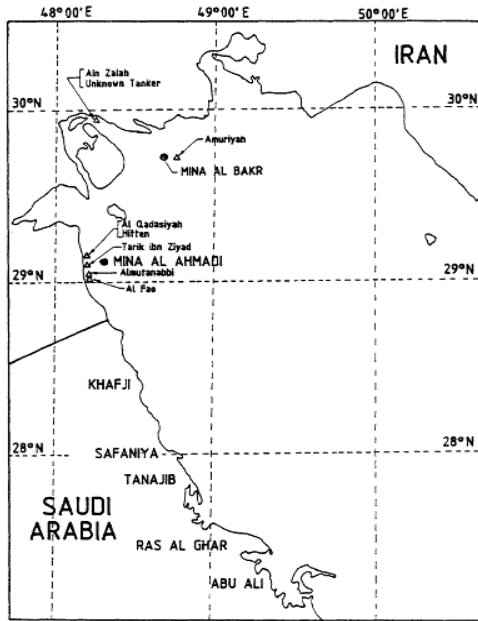 48°00'E
49°00'E
50°00'E
IRAN
Ain Zalah
Unknown Tanker
30°N
30°N
Amuriyah
MINA AL BAKR
Al Qadasiyah
Hitten
Tarik ibn Ziyad
MINA AL AHMADI
Almutanabbi
29°N
29°N
Al Fao
KHAFJI
28°N
28°N
SAFANIYA
TANAJIB
SAUDI
ARABIA
RAS AL GHAR
ABU ALI